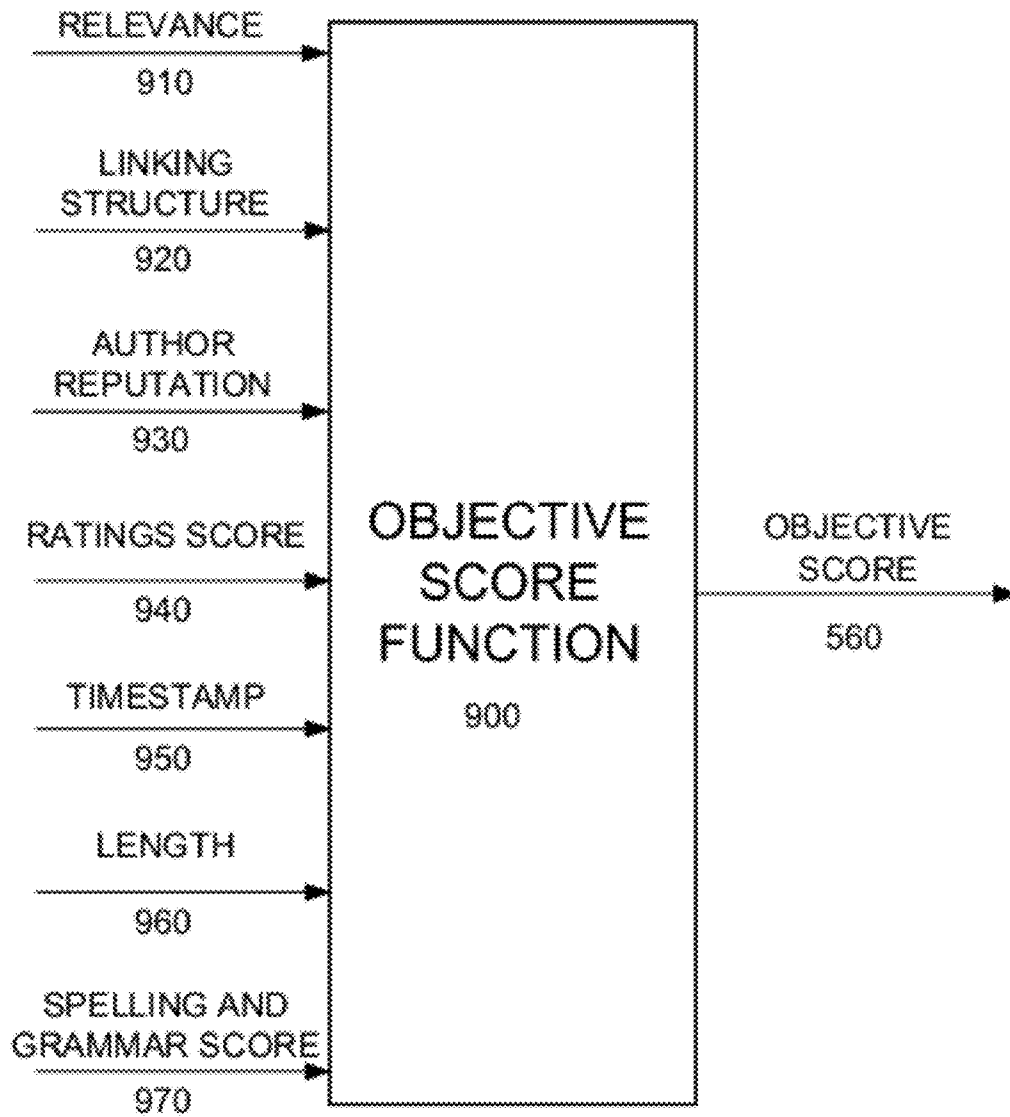 RELEVANCE
910
LINKING
STRUCTURE
920
AUTHOR
REPUTATION
930
RATINGS SCORE
940
TIMESTAMP
950
LENGTH
960
SPELLING AND
GRAMMAR SCORE
970
OBJECTIVE
SCORE
FUNCTION
900
OBJECTIVE
SCORE
560